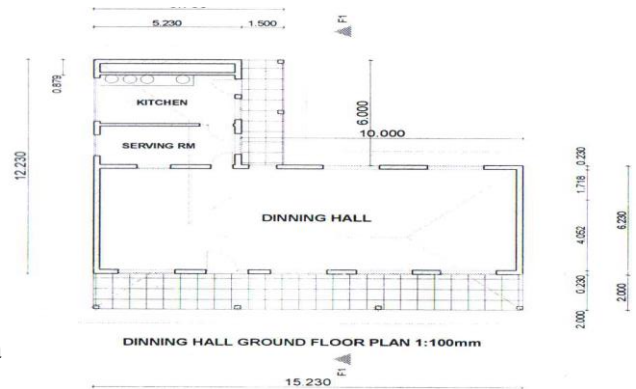 5.230
1.500
F1
0.879
KITCHEN
6.000
10.000
SERVING RM
12.230
0.230
1.718
DINNING HALL
4.052
6.230
0.230
2.000
2.000
DINNING HALL GROUND FLOOR PLAN 1:100mm
F1
15.230